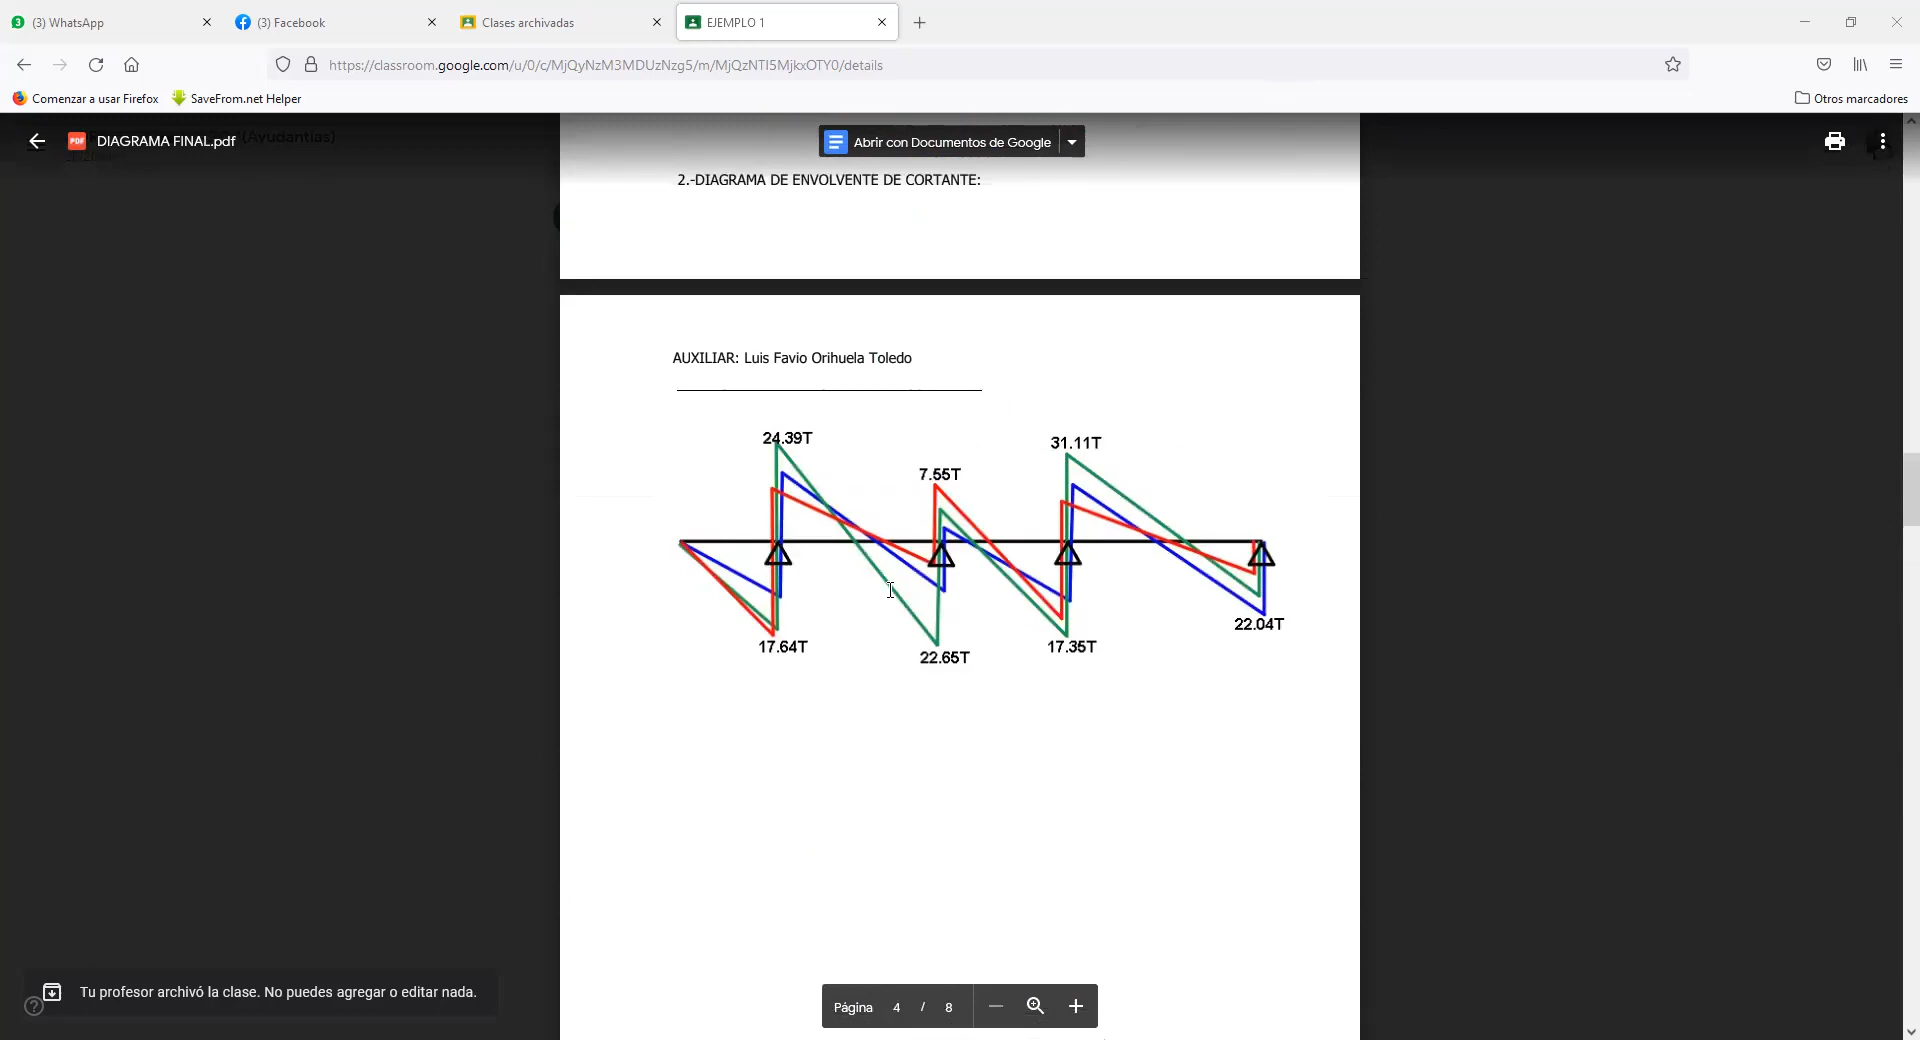 (3) WhatsApp
(3) Facebook
Clases archivadas
EJEMPLO 1
https://classroom.google.com/u/0/c/MjQyNzM3MDUzNzg5/m/MjQzNTI5MjkxOTY0/details
Comenzar a usar Firefox
SaveFrom.net Helper
Otros marcadores
PDF
DIAGRAMA FINAL.pdf
(Ayudantías)
Abrir con Documentos de Google
2.-DIAGRAMA DE ENVOLVENTE DE CORTANTE:
AUXILIAR: Luis Favio Orihuela Toledo
24.39T
31.11T
7.55T
22.04T
17.64T
17.35T
22.65T
Tu profesor archivó la clase. No puedes agregar o editar nada.
Página 4 / 8